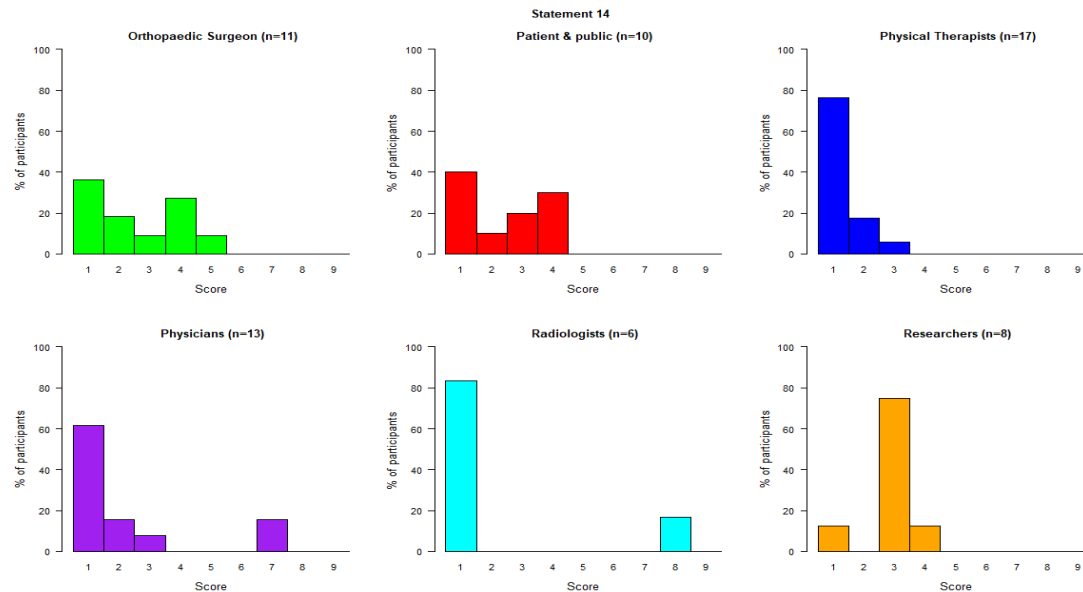 Statement 14
Orthopaedic Surgeon (n=11)
% of participants
100
80
60
40
20
0
1 2 3 4 5 6 7 8 9
Score
Patient & public (n=10)
% of participants
100
80
60
40
20
0
1 2 3 4 5 6 7 8 9
Score
Physical Therapists (n=17)
% of participants
100
80
60
40
20
0
1 2 3 4 5 6 7 8 9
Score
Physicians (n=13)
% of participants
100
80
60
40
20
0
1 2 3 4 5 6 7 8 9
Score
Radiologists (n=6)
% of participants
100
80
60
40
20
0
1 2 3 4 5 6 7 8 9
Score
Researchers (n=8)
% of participants
100
80
60
40
20
0
1 2 3 4 5 6 7 8 9
Score